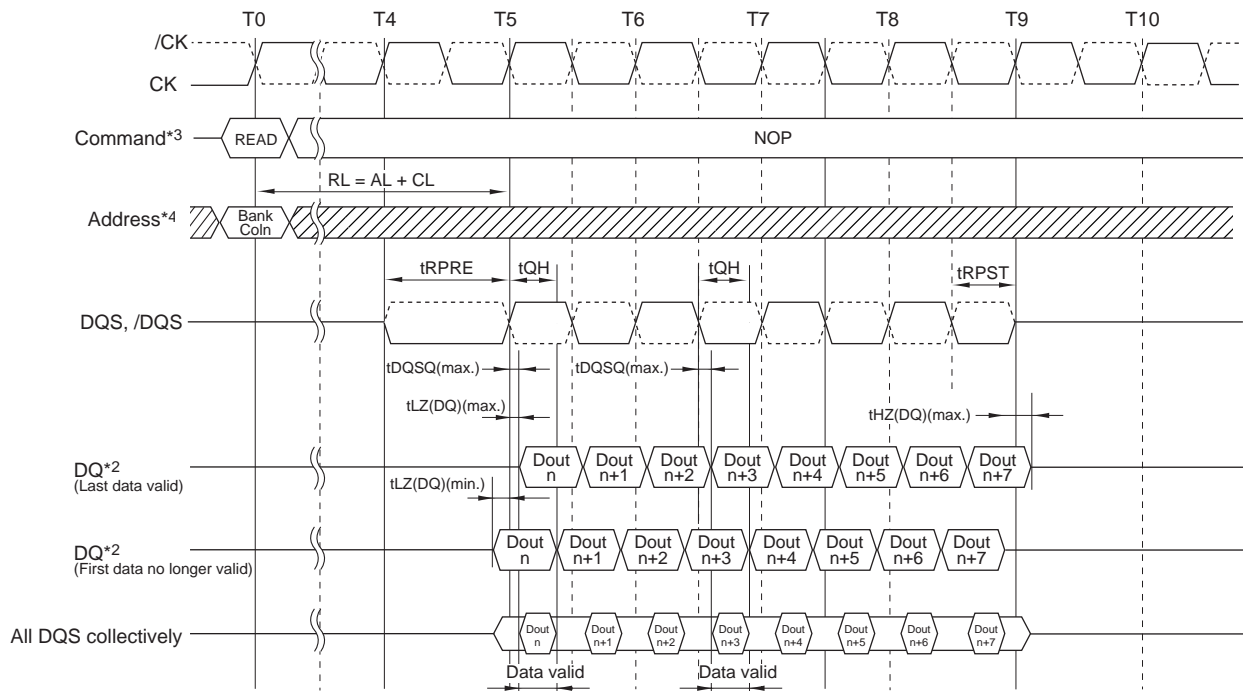 T0 T4 T5 T6 T7 T8 T9 T10
/CK
CK
Command*3 READ NOP
RL = AL + CL
Address*4 Bank
Coln
tRPRE tQH tQH tRPST
DQS, /DQS
tDQSQ(max.) tDQSQ(max.)
tLZ(DQ)(max.) tHZ(DQ)(max.)
DQ*2
(Last data valid)
Dout
n
Dout
n+1
Dout
n+2
Dout
n+3
Dout
n+4
Dout
n+5
Dout
n+6
Dout
n+7
tLZ(DQ)(min.)
DQ*2
(First data no longer valid)
Dout
n
Dout
n+1
Dout
n+2
Dout
n+3
Dout
n+4
Dout
n+5
Dout
n+6
Dout
n+7
All DQS collectively
Dout
n
Dout
n+1
Dout
n+2
Dout
n+3
Dout
n+4
Dout
n+5
Dout
n+6
Dout
n+7
Data valid Data valid